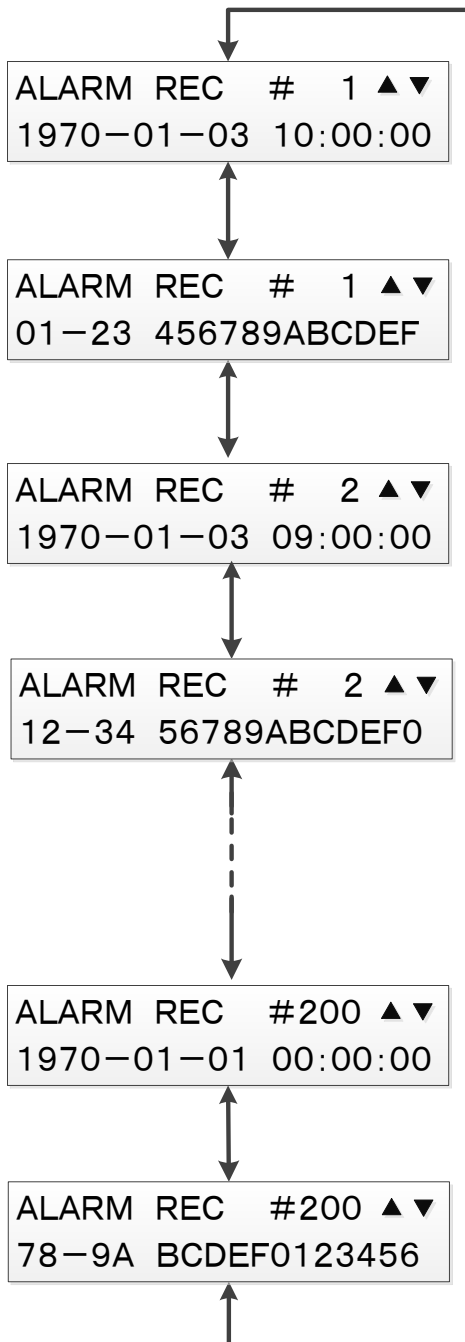 ALARM REC # 1 ▲ ▼
1970-01-03 10:00:00
ALARM REC # 1 ▲ ▼
01-23 456789ABCDEF
ALARM REC # 2 ▲ ▼
1970-01-03 09:00:00
ALARM REC # 2 ▲ ▼
12-34 56789ABCDEF0
ALARM REC #200 ▲ ▼
1970-01-01 00:00:00
ALARM REC #200 ▲ ▼
78-9A BCDEF0123456